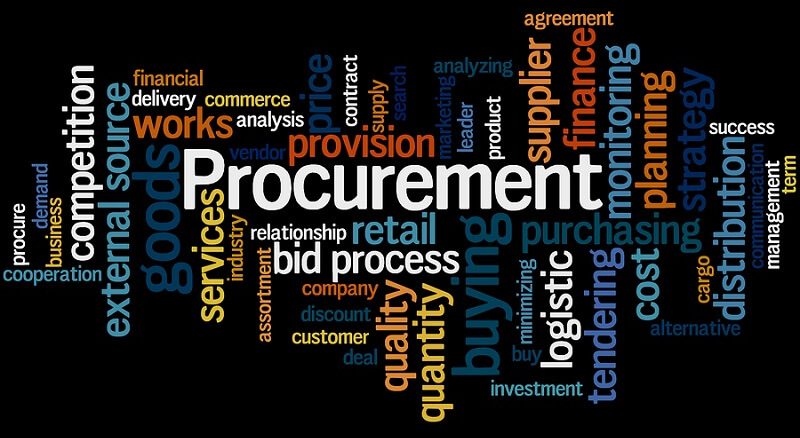 agreement
financial
delivery
commerce
works
analysis
price
contract
supply
search
analyzing
marketing
leader
product
supplier
finance
monitoring
planning
strategy
success
competition
external source
goods
vendor
provision
Procurement
procure
demand
business
cooperation
services
industry
relationship
retail
bid process
assortment
company
discount
customer
deal
quality
quantity
buying
purchasing
minimizing
buy
logistic
tendering
investment
cost
cargo
distribution
alternative
communication
management
term